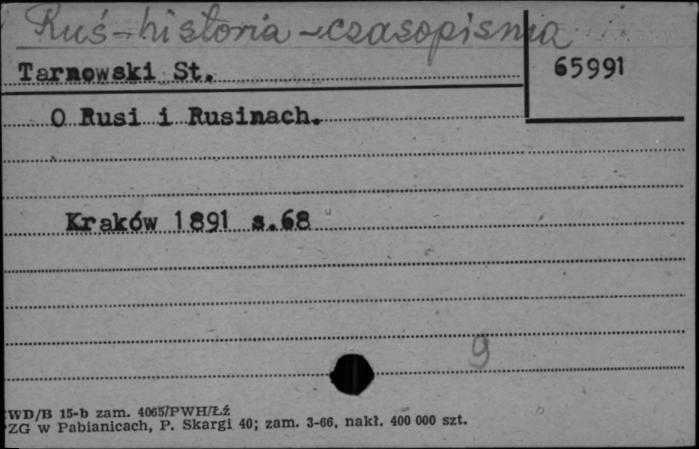 Ruś - historia - czasopisma
Tarnowski St.
65991
O Rusi i Rusinach.
Kraków 1891 s.68
9
WD/B 15-b zam. 4065/PWH/Łź
ZG w Pabianicach, P. Skargi 40; zam. 3-66, nakł. 400 000 szt.